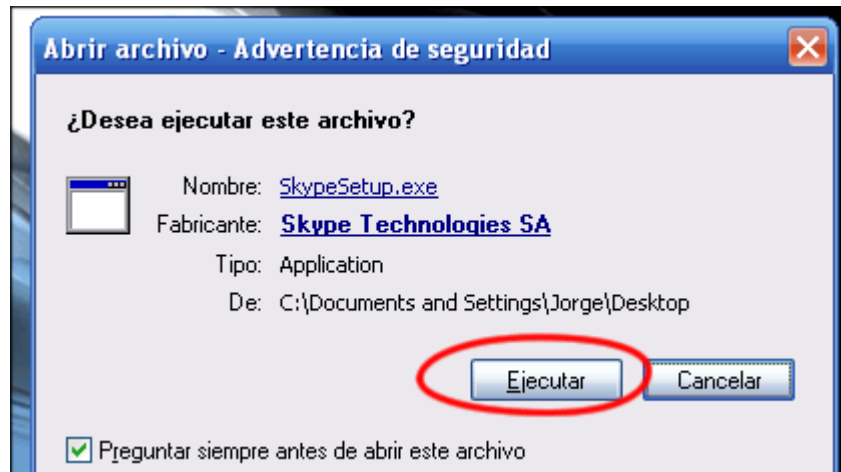 Abrir archivo - Advertencia de seguridad
¿Desea ejecutar este archivo?
Nombre: SkypeSetup.exe
Fabricante: Skype Technologies SA
Tipo: Application
De: C:\Documents and Settings\Jorge\Desktop
Ejecutar Cancelar
Preguntar siempre antes de abrir este archivo